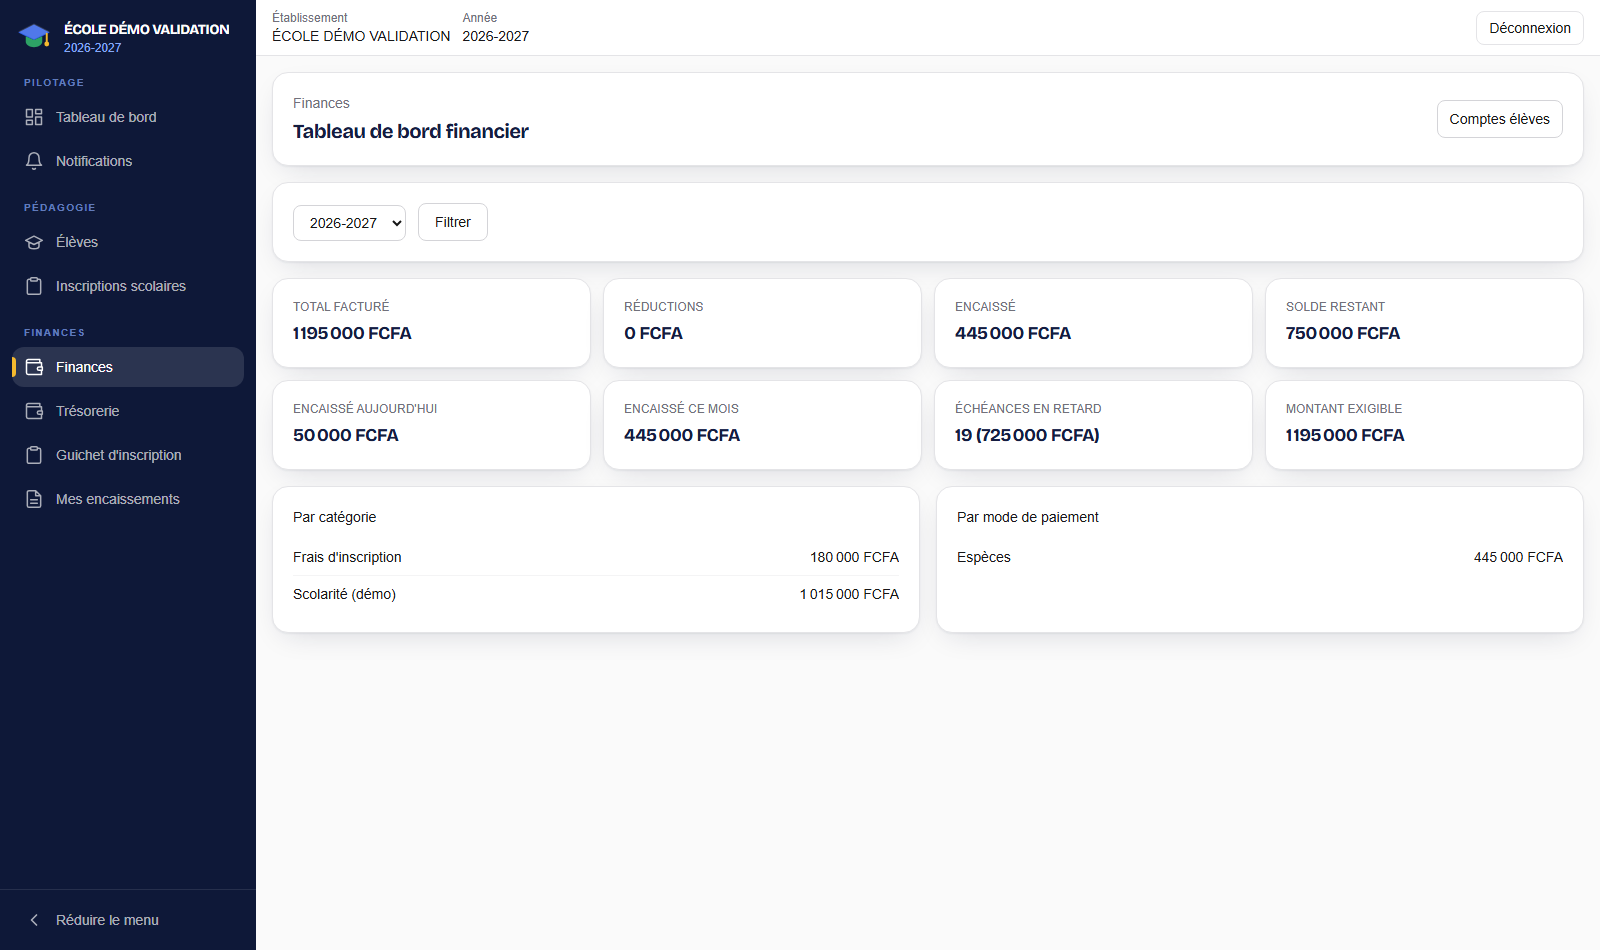 ÉCOLE DÉMO VALIDATION
2026-2027
PILOTAGE
Tableau de bord
Notifications
PÉDAGOGIE
Élèves
Inscriptions scolaires
FINANCES
Finances
Trésorerie
Guichet d'inscription
Mes encaissements
Réduire le menu
Établissement
ÉCOLE DÉMO VALIDATION
Année
2026-2027
Déconnexion
Finances
Tableau de bord financier
Comptes élèves
2026-2027
Filtrer
TOTAL FACTURÉ
1 195 000 FCFA
RÉDUCTIONS
0 FCFA
ENCAISSÉ
445 000 FCFA
SOLDE RESTANT
750 000 FCFA
ENCAISSÉ AUJOURD'HUI
50 000 FCFA
ENCAISSÉ CE MOIS
445 000 FCFA
ÉCHÉANCES EN RETARD
19 (725 000 FCFA)
MONTANT EXIGIBLE
1 195 000 FCFA
Par catégorie
Frais d'inscription 180 000 FCFA
Scolarité (démo) 1 015 000 FCFA
Par mode de paiement
Espèces 445 000 FCFA